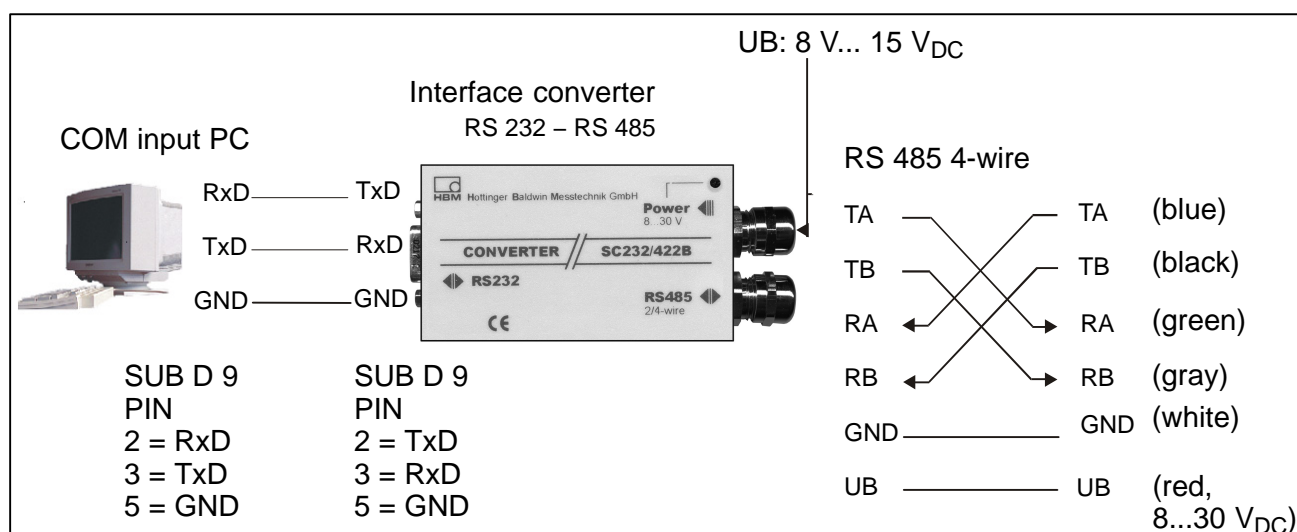 UB: 8 V... 15 VDC
Interface converter
RS 232 – RS 485
COM input PC
RxD TxD
TxD RxD
GND GND
HBM Hottinger Baldwin Messtechnik GmbH
Power
8...30 V
CONVERTER SC232/422B
RS232
RS485
2/4-wire
CE
SUB D 9
PIN
2 = RxD
3 = TxD
5 = GND
SUB D 9
PIN
2 = TxD
3 = RxD
5 = GND
RS 485 4-wire
TA TA (blue)
TB TB (black)
RA RA (green)
RB RB (gray)
GND GND (white)
UB UB (red,
8...30 VDC)